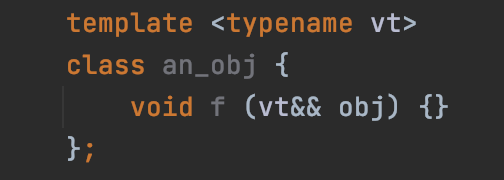 template <typename vt>
class an_obj {
    void f (vt&& obj) {}
};